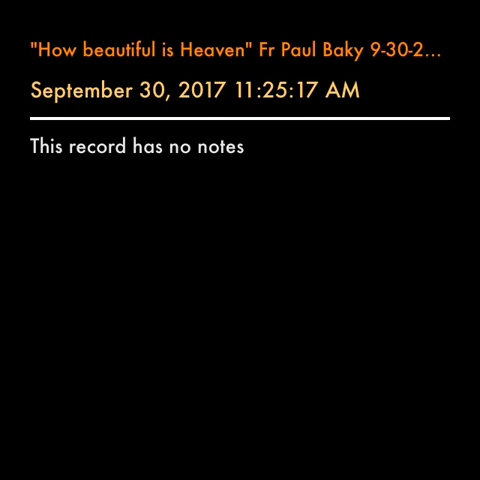 "How beautiful is Heaven" Fr Paul Baky 9-30-2...
September 30, 2017 11:25:17 AM
This record has no notes